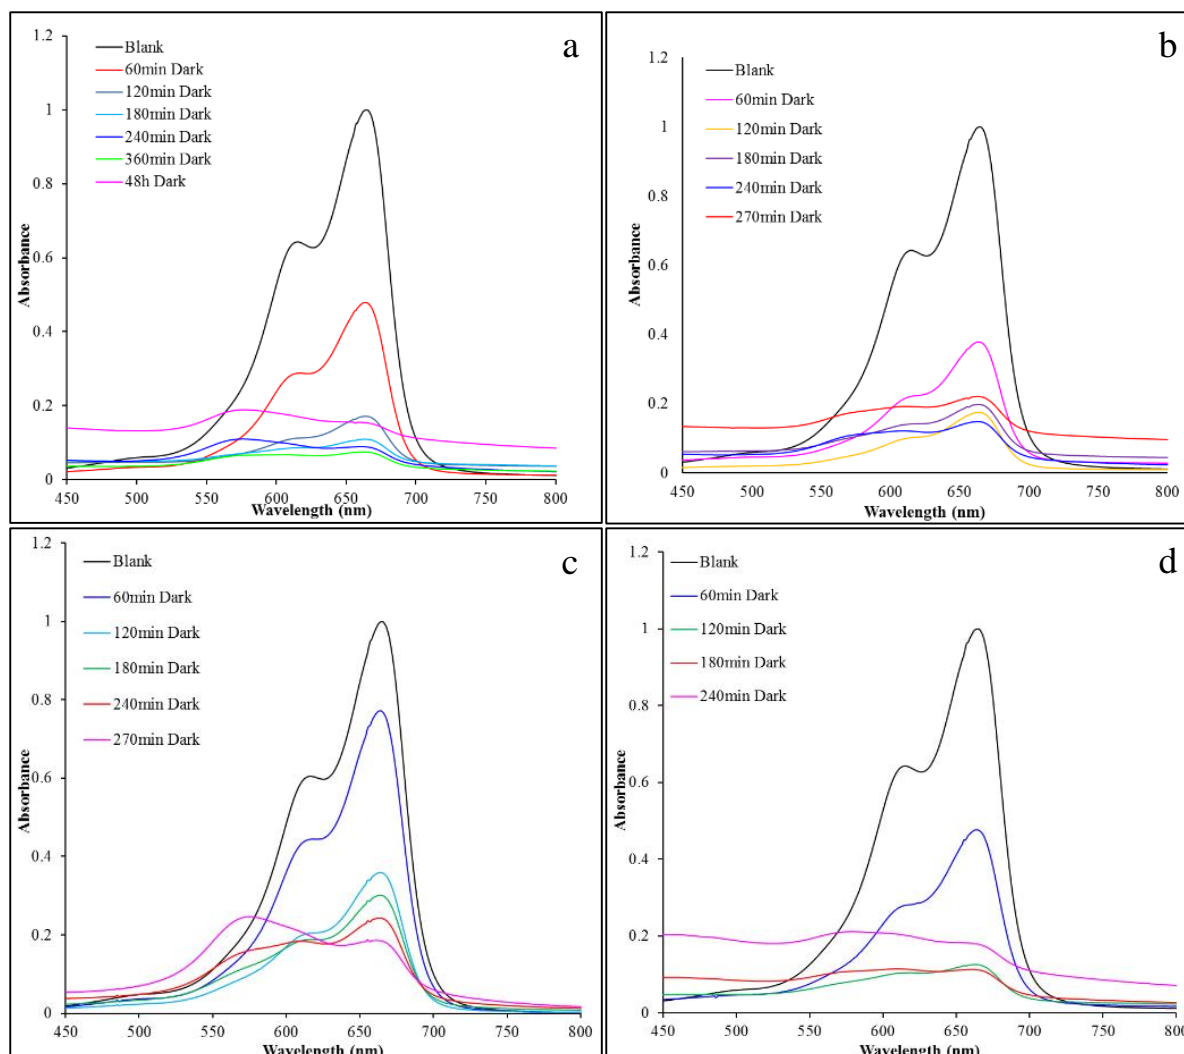 a
1.2
1
0.8
0.6
0.4
0.2
0
Absorbance
Blank
60min Dark
120min Dark
180min Dark
240min Dark
360min Dark
48h Dark
450 500 550 600 650 700 750 800
Wavelength (nm)
b
1.2
1
0.8
0.6
0.4
0.2
0
Absorbance
Blank
60min Dark
120min Dark
180min Dark
240min Dark
270min Dark
450 500 550 600 650 700 750 800
Wavelength (nm)
c
1.2
1
0.8
0.6
0.4
0.2
0
Absorbance
Blank
60min Dark
120min Dark
180min Dark
240min Dark
270min Dark
450 500 550 600 650 700 750 800
Wavelength (nm)
d
1.2
1
0.8
0.6
0.4
0.2
0
Absorbance
Blank
60min Dark
120min Dark
180min Dark
240min Dark
450 500 550 600 650 700 750 800
Wavelength (nm)